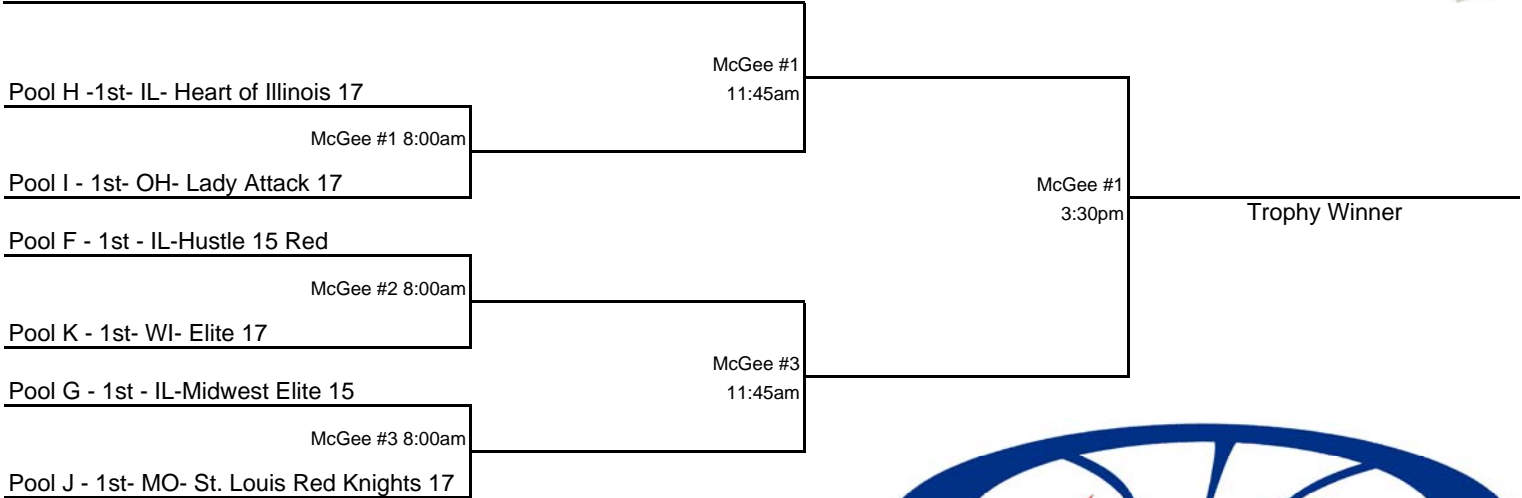 McGee #1
11:45am
Pool H -1st- IL- Heart of Illinois 17
McGee #1 8:00am
Pool I - 1st- OH- Lady Attack 17
McGee #1
3:30pm
Trophy Winner
Pool F - 1st - IL-Hustle 15 Red
McGee #2 8:00am
Pool K - 1st- WI- Elite 17
McGee #3
11:45am
Pool G - 1st - IL-Midwest Elite 15
McGee #3 8:00am
Pool J - 1st- MO- St. Louis Red Knights 17